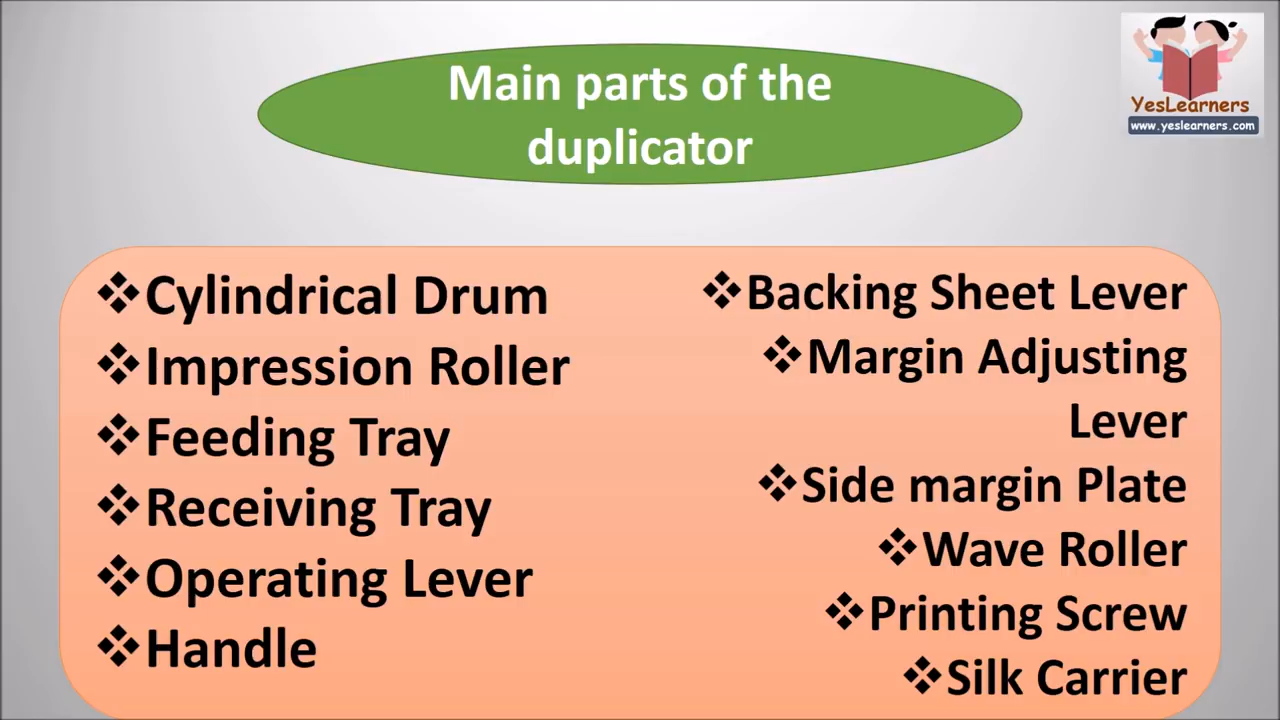 Main parts of the
duplicator
YesLearners
www.yeslearners.com
❖Cylindrical Drum
❖Impression Roller
❖Feeding Tray
❖Receiving Tray
❖Operating Lever
❖Handle
❖Backing Sheet Lever
❖Margin Adjusting
Lever
❖Side margin Plate
❖Wave Roller
❖Printing Screw
❖Silk Carrier